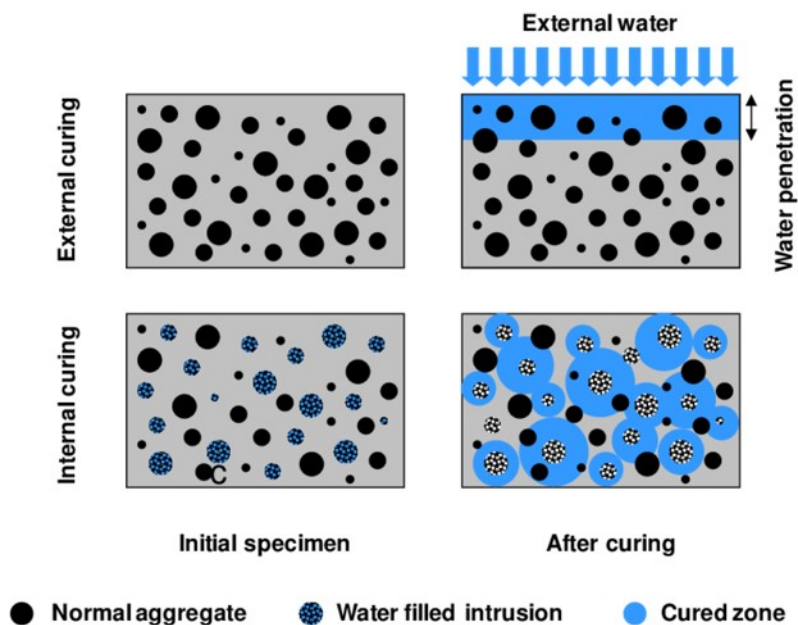 External water
External curing
Water penetration
Internal curing
C
Initial specimen
After curing
Normal aggregate
Water filled intrusion
Cured zone